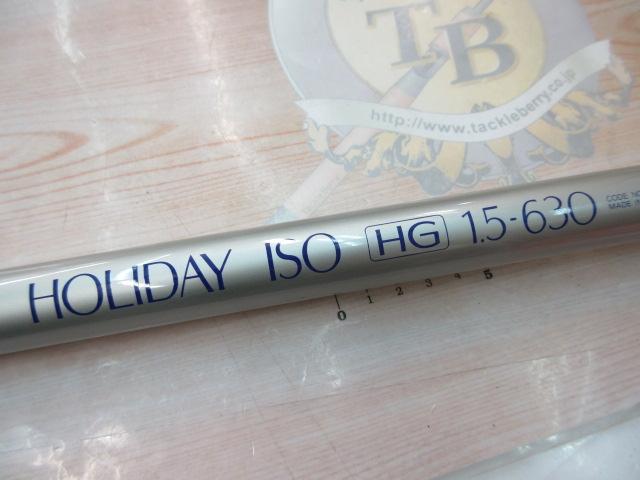 TB
http://www.tackleberry.co.jp
HOLIDAY ISO HG 1.5-630
CODE NO
MADE
0 1 2 3 4 5